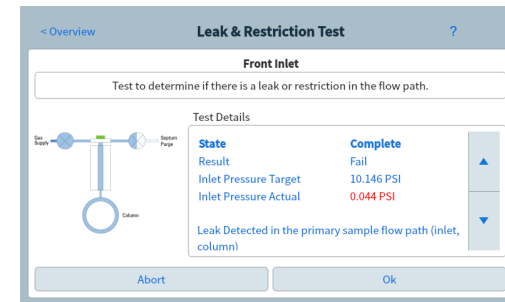 < Overview
Leak & Restriction Test
?
Front Inlet
Test to determine if there is a leak or restriction in the flow path.
Test Details
Gas Supply
Septum Purge
Column
State Complete
Result Fail
Inlet Pressure Target 10.146 PSI
Inlet Pressure Actual 0.044 PSI
Leak Detected in the primary sample flow path (inlet,
column)
Abort
Ok